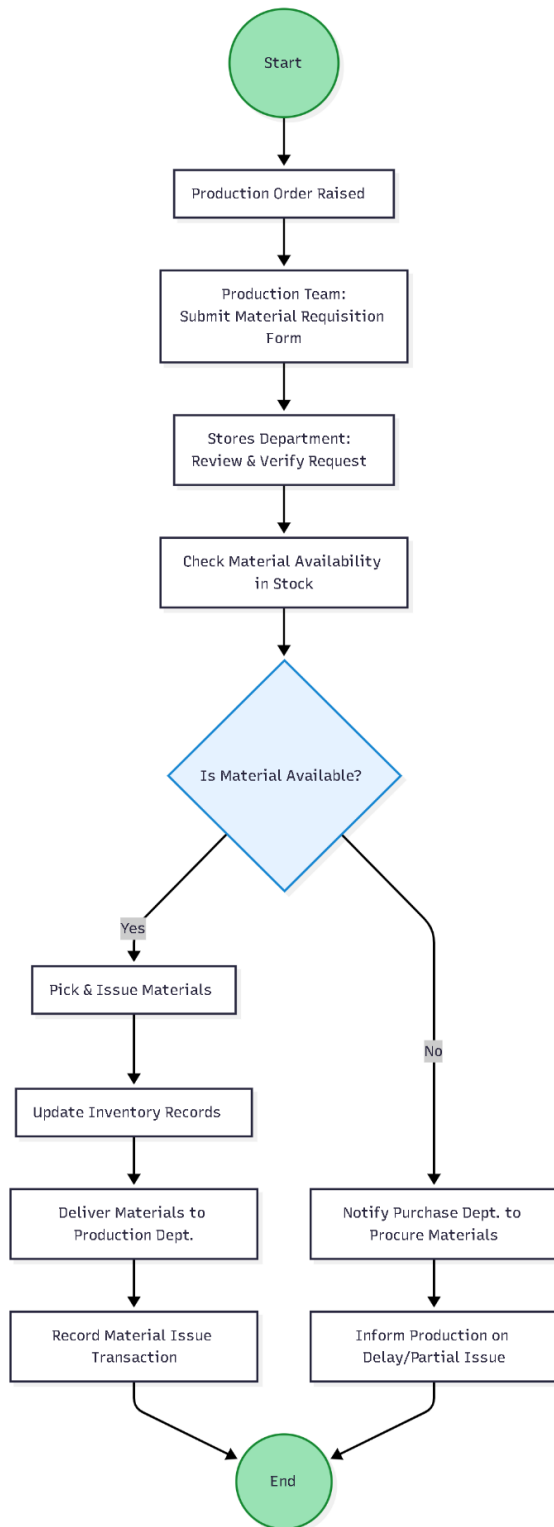 Start
Production Order Raised
Production Team:
Submit Material Requisition
Form
Stores Department:
Review & Verify Request
Check Material Availability
in Stock
Is Material Available?
Yes
Pick & Issue Materials
No
Update Inventory Records
Deliver Materials to
Production Dept.
Notify Purchase Dept. to
Procure Materials
Record Material Issue
Transaction
Inform Production on
Delay/Partial Issue
End